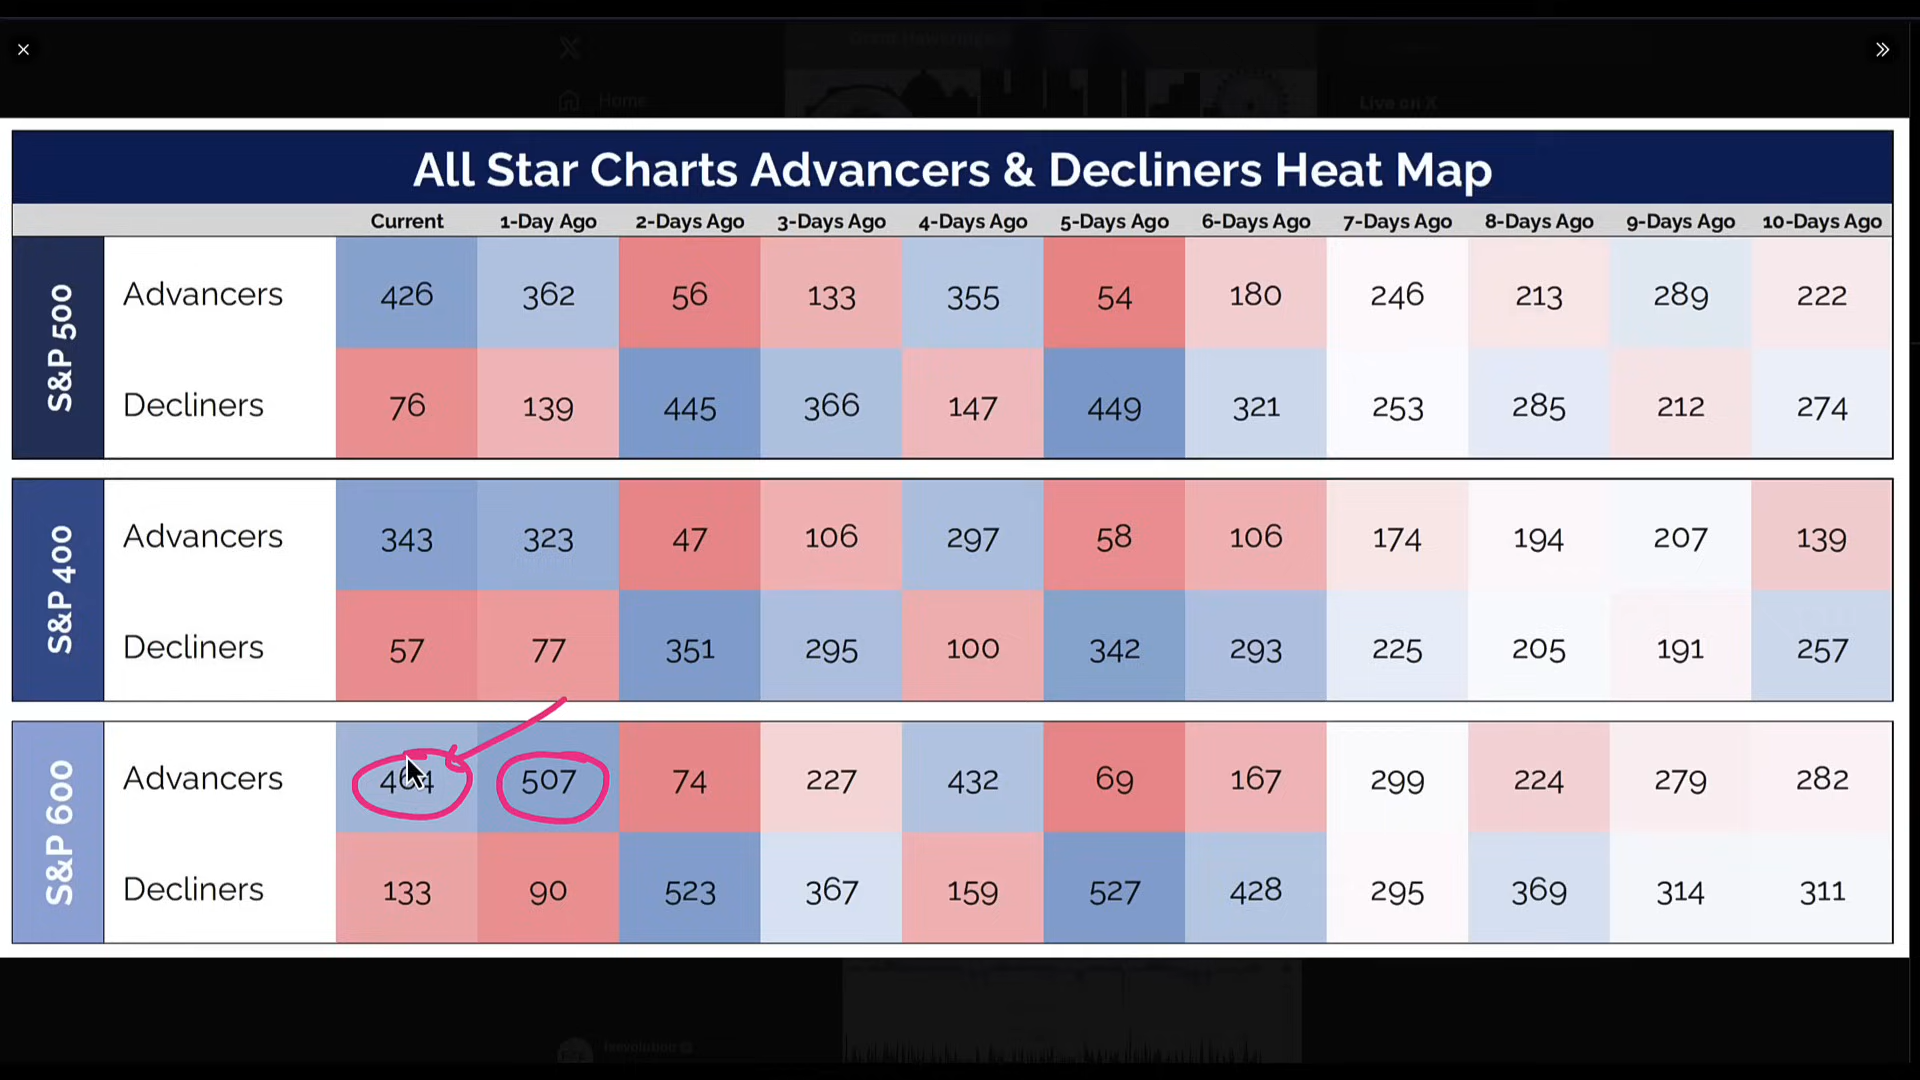 Home
Live on X
All Star Charts Advancers & Decliners Heat Map
Current 1-Day Ago 2-Days Ago 3-Days Ago 4-Days Ago 5-Days Ago 6-Days Ago 7-Days Ago 8-Days Ago 9-Days Ago 10-Days Ago
S&P 500
Advancers 426 362 56 133 355 54 180 246 213 289 222
Decliners 76 139 445 366 147 449 321 253 285 212 274
S&P 400
Advancers 343 323 47 106 297 58 106 174 194 207 139
Decliners 57 77 351 295 100 342 293 225 205 191 257
S&P 600
Advancers 464 507 74 227 432 69 167 299 224 279 282
Decliners 133 90 523 367 159 527 428 295 369 314 311